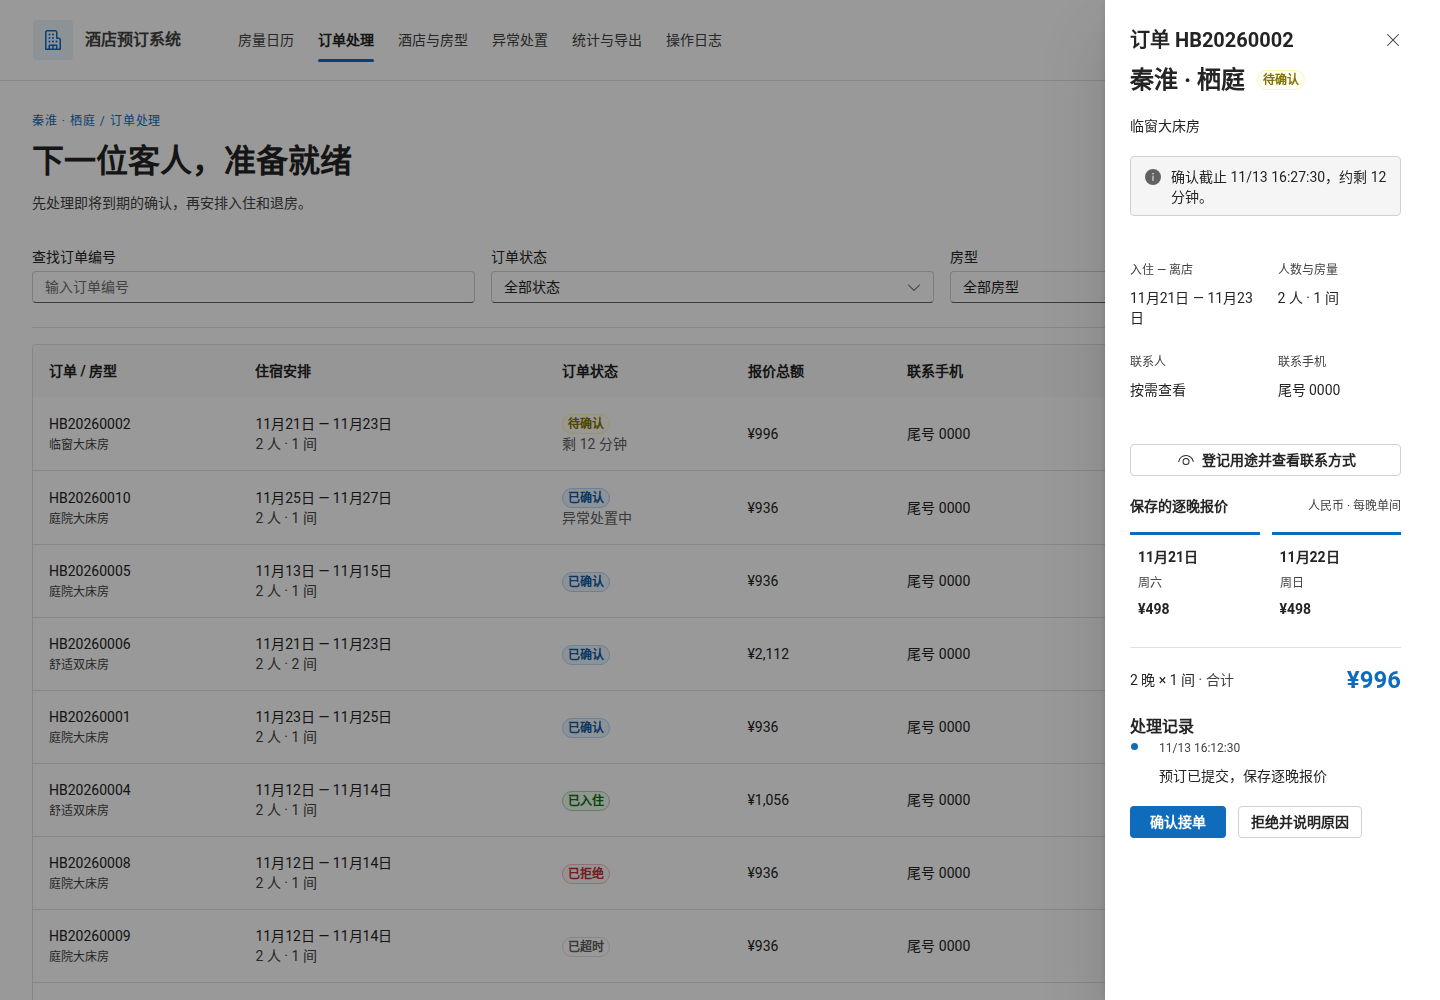 酒店预订系统
房量日历
订单处理
酒店与房型
异常处置
统计与导出
操作日志
秦淮 · 栖庭 / 订单处理
下一位客人，准备就绪
先处理即将到期的确认，再安排入住和退房。
查找订单编号
订单状态
房型
输入订单编号
全部状态
全部房型
订单 / 房型
住宿安排
订单状态
报价总额
联系手机
HB20260002
临窗大床房
11月21日 — 11月23日
2 人 · 1 间
待确认
剩 12 分钟
¥996
尾号 0000
HB20260010
庭院大床房
11月25日 — 11月27日
2 人 · 1 间
已确认
异常处置中
¥936
尾号 0000
HB20260005
庭院大床房
11月13日 — 11月15日
2 人 · 1 间
已确认
¥936
尾号 0000
HB20260006
舒适双床房
11月21日 — 11月23日
2 人 · 2 间
已确认
¥2,112
尾号 0000
HB20260001
庭院大床房
11月23日 — 11月25日
2 人 · 1 间
已确认
¥936
尾号 0000
HB20260004
舒适双床房
11月12日 — 11月14日
2 人 · 1 间
已入住
¥1,056
尾号 0000
HB20260008
庭院大床房
11月12日 — 11月14日
2 人 · 1 间
已拒绝
¥936
尾号 0000
HB20260009
庭院大床房
11月12日 — 11月14日
2 人 · 1 间
已超时
¥936
尾号 0000
订单 HB20260002
秦淮 · 栖庭
待确认
临窗大床房
确认截止 11/13 16:27:30，约剩 12
分钟。
入住 — 离店
人数与房量
11月21日 — 11月23
日
2 人 · 1 间
联系人
联系手机
按需查看
尾号 0000
登记用途并查看联系方式
保存的逐晚报价
人民币 · 每晚单间
11月21日
周六
¥498
11月22日
周日
¥498
2 晚 × 1 间 · 合计
¥996
处理记录
11/13 16:12:30
预订已提交，保存逐晚报价
确认接单
拒绝并说明原因